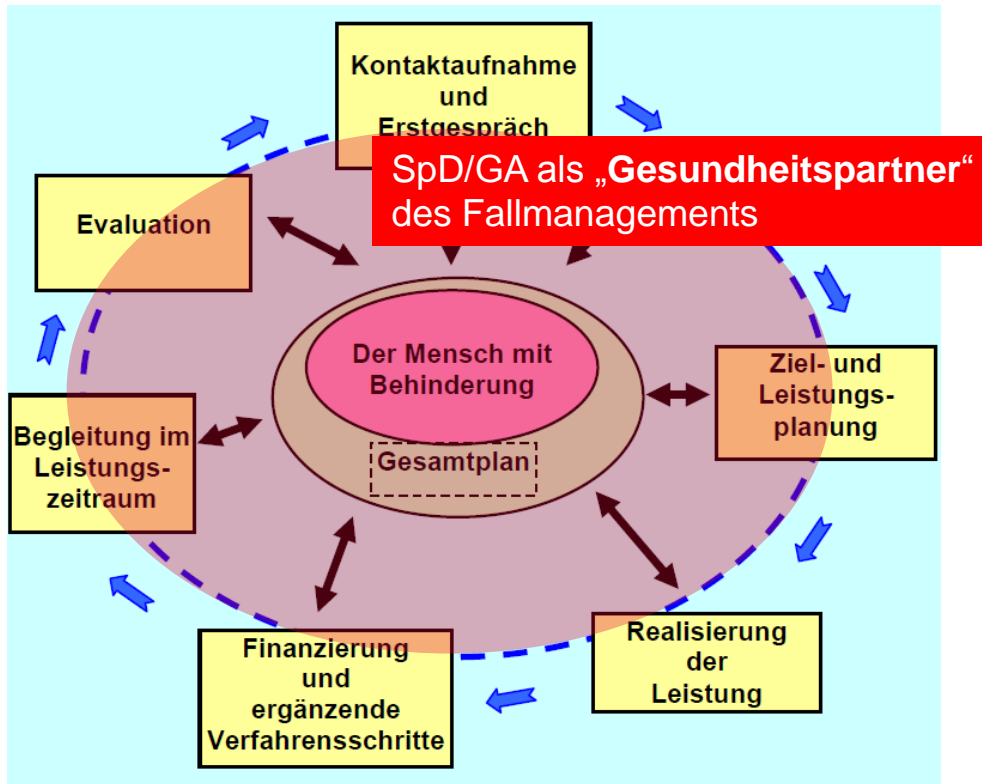 Kontaktaufnahme
und
Erstgespräch
SpD/GA als „Gesundheitspartner“
des Fallmanagements
Evaluation
Der Mensch mit
Behinderung
Gesamtplan
Ziel- und
Leistungs-
planung
Begleitung im
Leistungs-
zeitraum
Finanzierung
und
ergänzende
Verfahrensschritte
Realisierung
der
Leistung